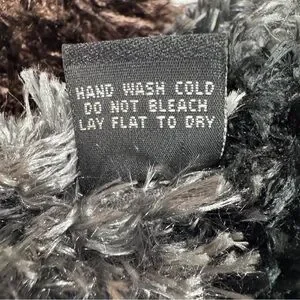 HAND WASH COLD
DO NOT BLEACH
LAY FLAT TO DRY